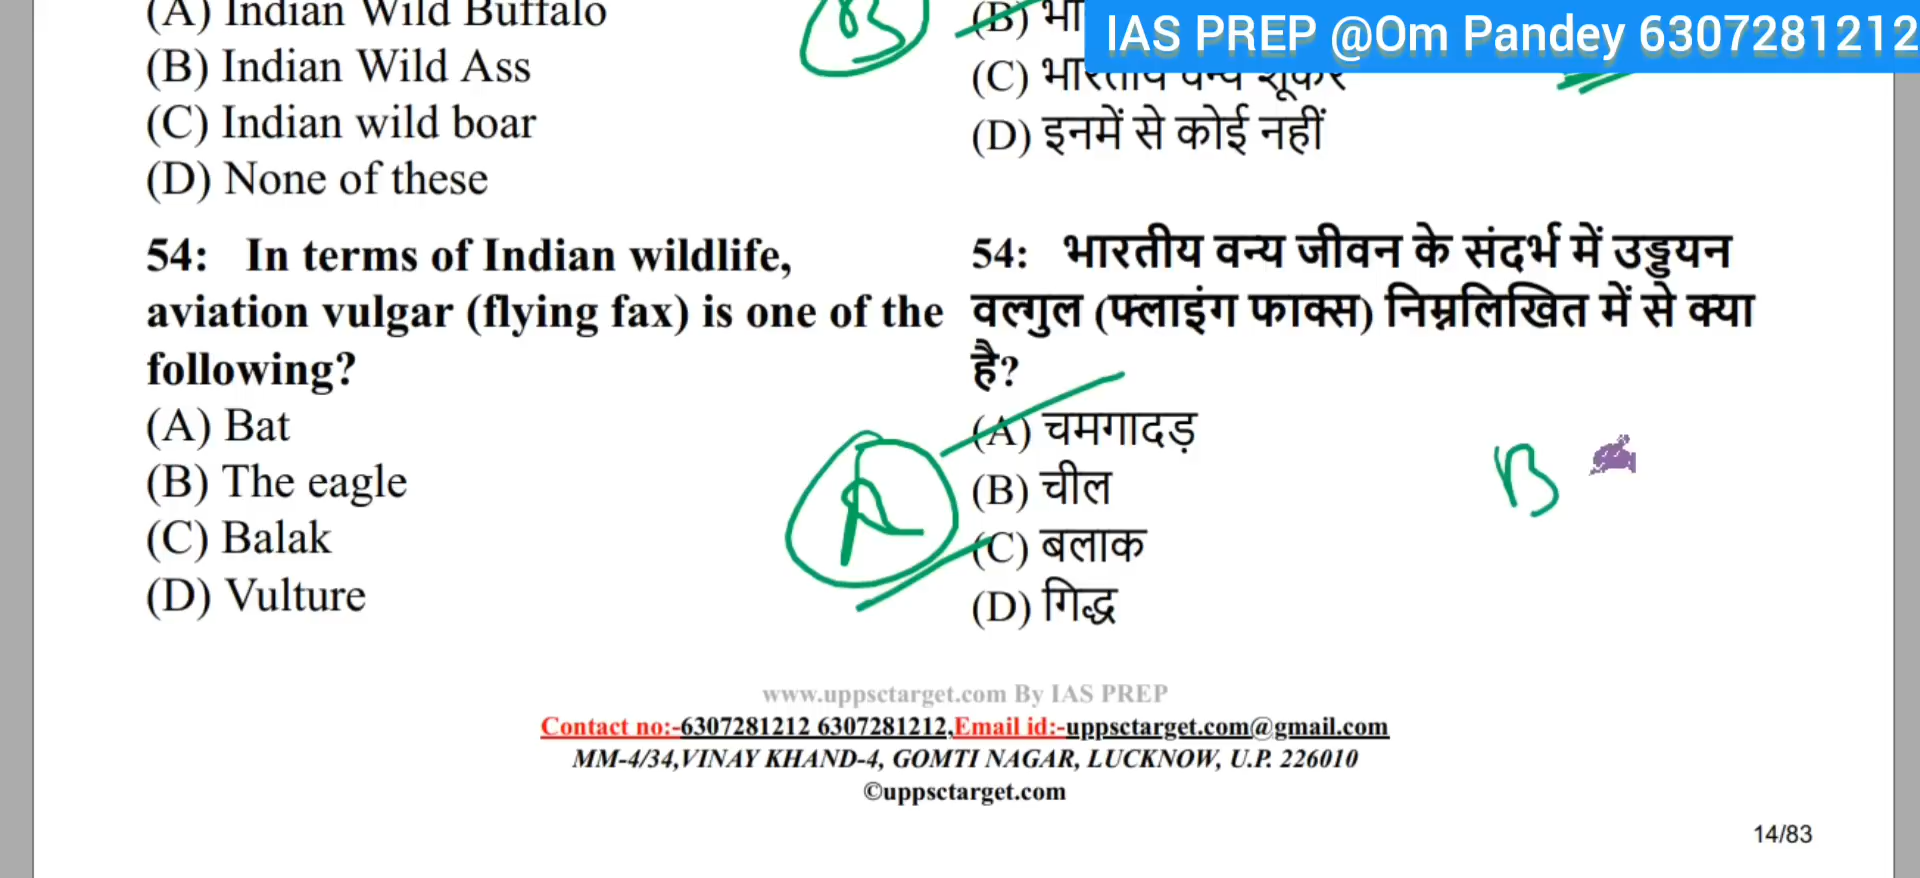 (A) Indian Wild Buffalo
(B) Indian Wild Ass
(C) Indian wild boar
(D) None of these
54: In terms of Indian wildlife,
aviation vulgar (flying fax) is one of the
following?
(A) Bat
(B) The eagle
(C) Balak
(D) Vulture
B
A
(B) भा
IAS PREP @Om Pandey 6307281212
(C) भारतीय वन्य शूकर
(D) इनमें से कोई नहीं
54: भारतीय वन्य जीवन के संदर्भ में उड्डयन
वल्गुल (फ्लाइंग फाक्स) निम्नलिखित में से क्या
है?
(A) चमगादड़
(B) चील
(C) बलाक
(D) गिद्ध
B
www.uppsctarget.com By IAS PREP
Contact no:-6307281212 6307281212,Email id:-uppsctarget.com@gmail.com
MM-4/34,VINAY KHAND-4, GOMTI NAGAR, LUCKNOW, U.P. 226010
©uppsctarget.com
14/83